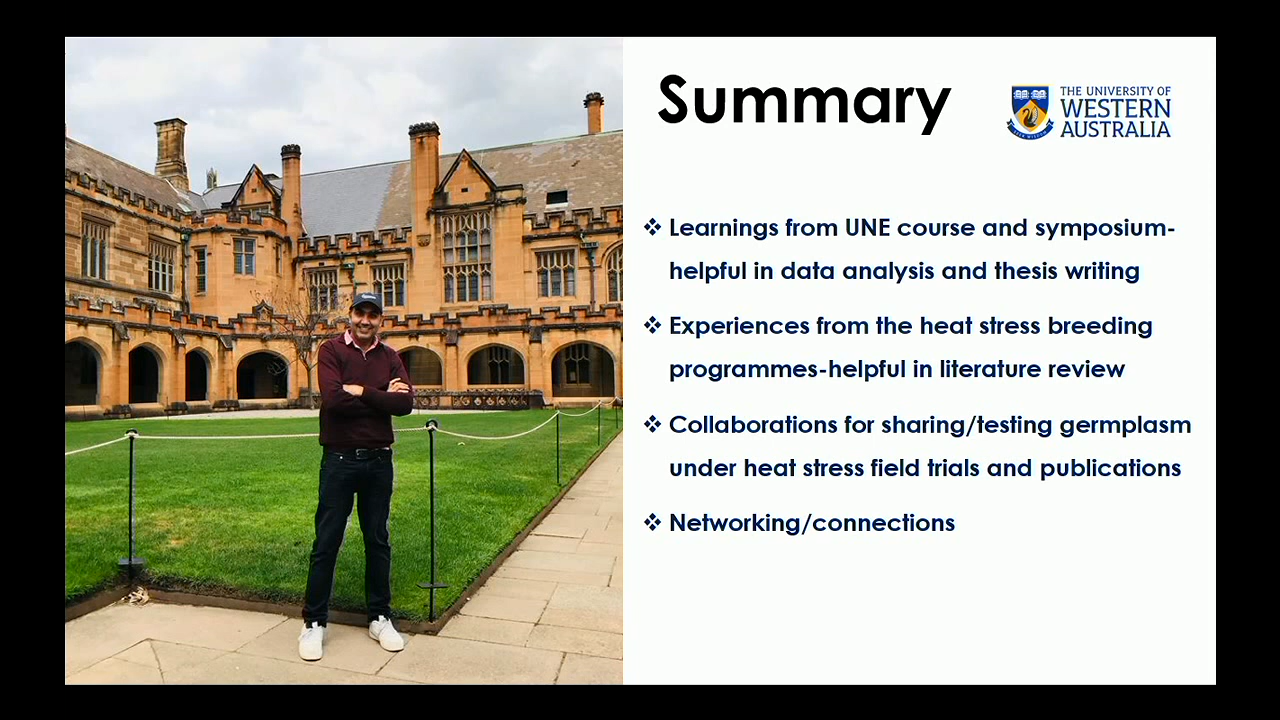 Summary
THE UNIVERSITY OF
WESTERN
AUSTRALIA
❖ Learnings from UNE course and symposium-
helpful in data analysis and thesis writing
❖ Experiences from the heat stress breeding
programmes-helpful in literature review
❖ Collaborations for sharing/testing germplasm
under heat stress field trials and publications
❖ Networking/connections